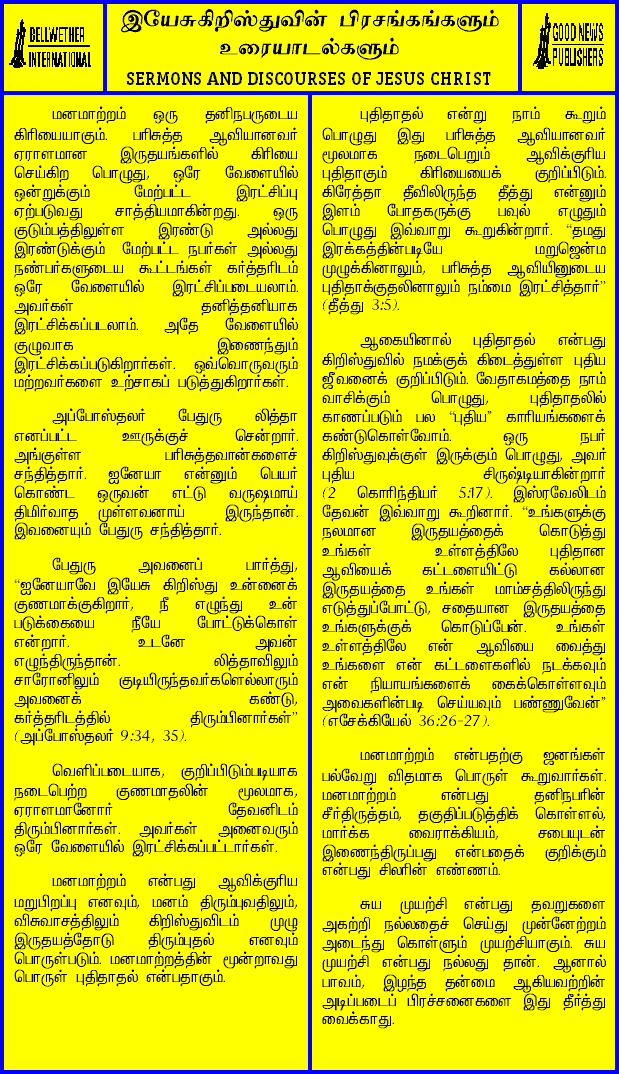 BELLWETHER
INTERNATIONAL
இயேசுகிறிஸ்துவின் பிரசங்கங்களும்
உரையாடல்களும்
SERMONS AND DISCOURSES OF JESUS CHRIST
GOOD NEWS
PUBLISHERS
மனமாற்றம் ஒரு தனிநபருடைய
கிரியையாகும். பரிசுத்த ஆவியானவர்
ஏராளமான இருதயங்களில் கிரியை
செய்கிற பொழுது, ஒரே வேளையில்
ஒன்றுக்கும் மேற்பட்ட இரட்சிப்பு
ஏற்படுவது சாத்தியமாகின்றது. ஒரு
குடும்பத்திலுள்ள இரண்டு அல்லது
இரண்டுக்கும் மேற்பட்ட நபர்கள் அல்லது
நண்பர்களுடைய கூட்டங்கள் கர்த்தரிடம்
ஒரே வேளையில் இரட்சிப்படையலாம்.
அவர்கள் தனித்தனியாக
இரட்சிக்கப்படலாம். அதே வேளையில்
குழுவாக இணைந்தும்
இரட்சிக்கப்படுகிறார்கள். ஒவ்வொருவரும்
மற்றவர்களை உற்சாகப் படுத்துகிறார்கள்.
அப்போஸ்தலர் பேதுரு லித்தா
எனப்பட்ட ஊருக்குச் சென்றார்.
அங்குள்ள பரிசுத்தவான்களைச்
சந்தித்தார். ஐனேயா என்னும் பெயர்
கொண்ட ஒருவன் எட்டு வருஷமாய்
திமிர்வாத முள்ளவனாய் இருந்தான்.
இவனையும் பேதுரு சந்தித்தார்.
பேதுரு அவனைப் பார்த்து,
“ஐனேயாவே இயேசு கிறிஸ்து உன்னைக்
குணமாக்குகிறார், நீ எழுந்து உன்
படுக்கையை நீயே போட்டுக்கொள்
என்றார். உடனே அவன்
எழுந்திருந்தான். லித்தாவிலும்
சாரோனிலும் குடியிருந்தவர்களெல்லாரும்
அவனைக் கண்டு,
கர்த்தரிடத்தில் திரும்பினார்கள்”
(அப்போஸ்தலர் 9:34, 35).
வெளிப்படையாக, குறிப்பிடும்படியாக
நடைபெற்ற குணமாதலின் மூலமாக,
ஏராளமானோர் தேவனிடம்
திரும்பினார்கள். அவர்கள் அனைவரும்
ஒரே வேளையில் இரட்சிக்கப்பட்டார்கள்.
மனமாற்றம் என்பது ஆவிக்குரிய
மறுபிறப்பு எனவும், மனம் திரும்புவதிலும்,
விசுவாசத்திலும் கிறிஸ்துவிடம் முழு
இருதயத்தோடு திரும்புதல் எனவும்
பொருள்படும். மனமாற்றத்தின் மூன்றாவது
பொருள் புதிதாதல் என்பதாகும்.
புதிதாதல் என்று நாம் கூறும்
பொழுது இது பரிசுத்த ஆவியானவர்
மூலமாக நடைபெறும் ஆவிக்குரிய
புதிதாகும் கிரியையைக் குறிப்பிடும்.
கிரேத்தா தீவிலிருந்த தீத்து என்னும்
இளம் போதகருக்கு பவுல் எழுதும்
பொழுது இவ்வாறு கூறுகின்றார். “தமது
இரக்கத்தின்படியே மறுஜென்ம
முழுக்கினாலும், பரிசுத்த ஆவியினுடைய
புதிதாக்குதலினாலும் நம்மை இரட்சித்தார்”
(தீத்து 3:5).
ஆகையினால் புதிதாதல் என்பது
கிறிஸ்துவில் நமக்குக் கிடைத்துள்ள புதிய
ஜீவனைக் குறிப்பிடும். வேதாகமத்தை நாம்
வாசிக்கும் பொழுது, புதிதாதலில்
காணப்படும் பல “புதிய” காரியங்களைக்
கண்டுகொள்வோம். ஒரு நபர்
கிறிஸ்துவுக்குள் இருக்கும் பொழுது, அவர்
புதிய சிருஷ்டியாகின்றார்
(2 கொரிந்தியர் 5:17). இஸ்ரவேலிடம்
தேவன் இவ்வாறு கூறினார். “உங்களுக்கு
நலமான இருதயத்தைக் கொடுத்து
உங்கள் உள்ளத்திலே புதிதான
ஆவியைக் கட்டளையிட்டு கல்லான
இருதயத்தை உங்கள் மாம்சத்திலிருந்து
எடுத்துப்போட்டு, சதையான இருதயத்தை
உங்களுக்குக் கொடுப்பேன். உங்கள்
உள்ளத்திலே என் ஆவியை வைத்து
உங்களை என் கட்டளைகளில் நடக்கவும்
என் நியாயங்களைக் கைக்கொள்ளவும்
அவைகளின்படி செய்யவும் பண்ணுவேன்”
(எசேக்கியேல் 36:26-27).
மனமாற்றம் என்பதற்கு ஜனங்கள்
பல்வேறு விதமாக பொருள் கூறுவார்கள்.
மனமாற்றம் என்பது தனிநபரின்
சீர்திருத்தம், தகுதிப்படுத்திக் கொள்ளல்,
மார்க்க வைராக்கியம், சபையுடன்
இணைந்திருப்பது என்பதைக் குறிக்கும்
என்பது சிலரின் எண்ணம்.
சுய முயற்சி என்பது தவறுகளை
அகற்றி நல்லதைச் செய்து முன்னேற்றம்
அடைந்து கொள்ளும் முயற்சியாகும். சுய
முயற்சி என்பது நல்லது தான். ஆனால்
பாவம், இழந்த தன்மை ஆகியவற்றின்
அடிப்படைப் பிரச்சனைகளை இது தீர்த்து
வைக்காது.